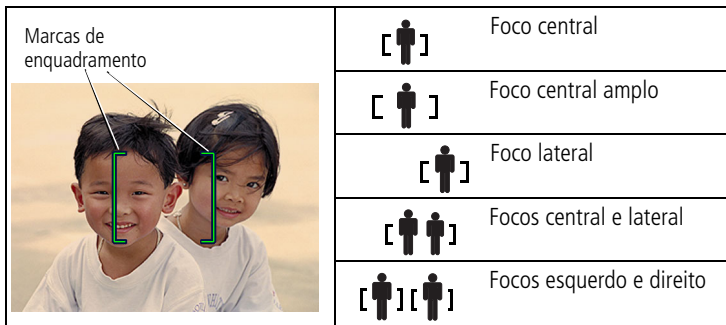 Marcas de
enquadramento
Foco central
Foco central amplo
Foco lateral
Focos central e lateral
Focos esquerdo e direito